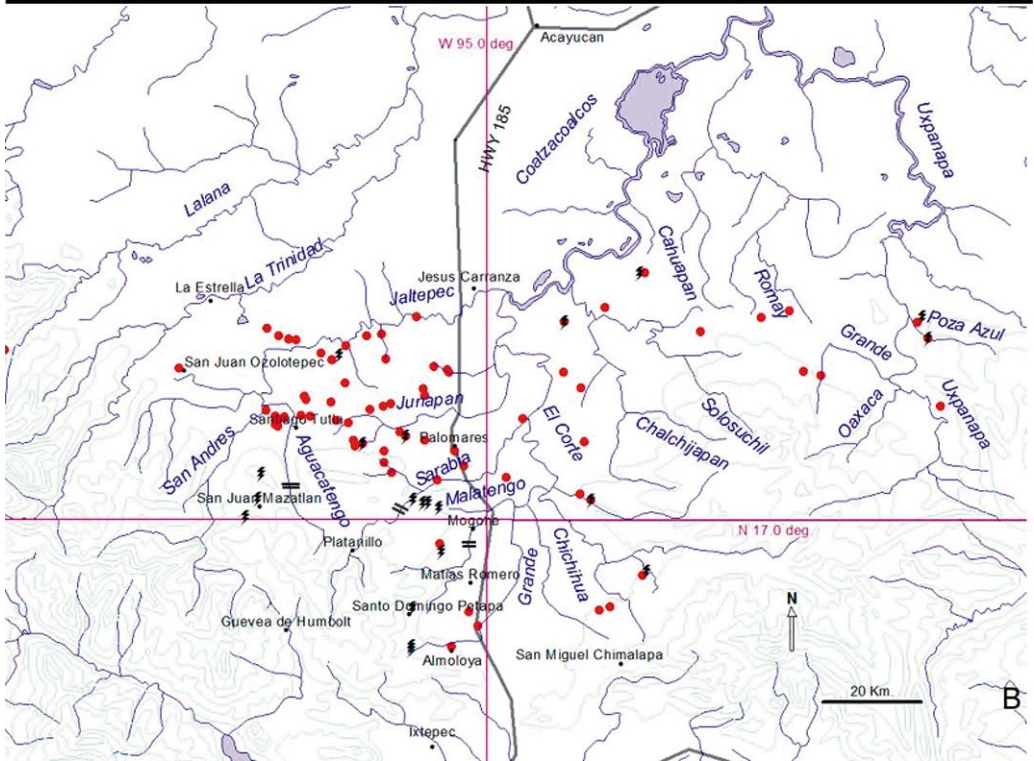 Acayucan
W 95.0 deg.
HWY 185
Coatzacoalcos
Uxpanapa
Lalana
La Trinidad
Cahuapan
La Estrella
Jesus Carranza
Jaltepec
Romay
Poza Azul
San Juan Ozolotepec
Grande
Junapan
Santiago Tutla
Solosuchil
Oaxaca
Uxpanapa
El Corte
Chalchijapan
San Andres
Aguacatengo
Palomares
Sarabia
San Juan Mazatlan
Malatengo
Mogone
N 17.0 deg.
Platanillo
Chichihua
Grande
Matias Romero
Santo Domingo Petapa
Guevea de Humbolt
N
Almoloya
San Miguel Chimalapa
20 Km.
B
Ixtepec